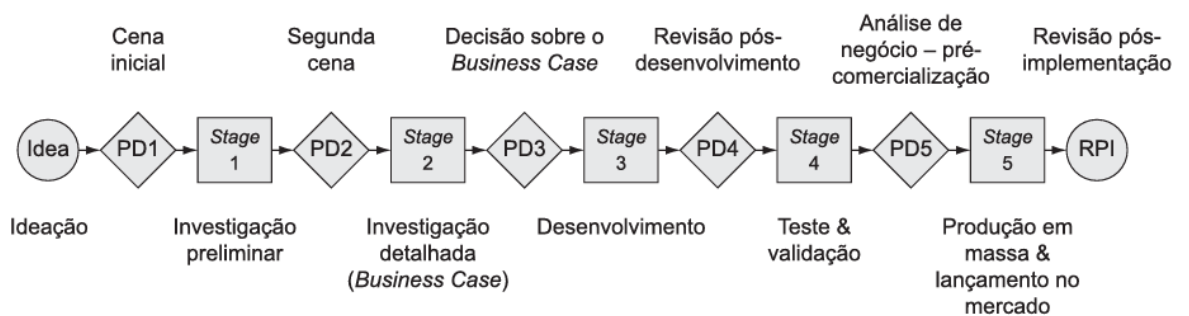 Cena
inicial
Segunda
cena
Decisão sobre o
Business Case
Revisão pós-
desenvolvimento
Análise de
negócio – pré-
comercialização
Revisão pós-
implementação
Idea
PD1
Stage
1
PD2
Stage
2
PD3
Stage
3
PD4
Stage
4
PD5
Stage
5
RPI
Ideação
Investigação
preliminar
Investigação
detalhada
(Business Case)
Desenvolvimento
Teste &
validação
Produção em
massa &
lançamento no
mercado